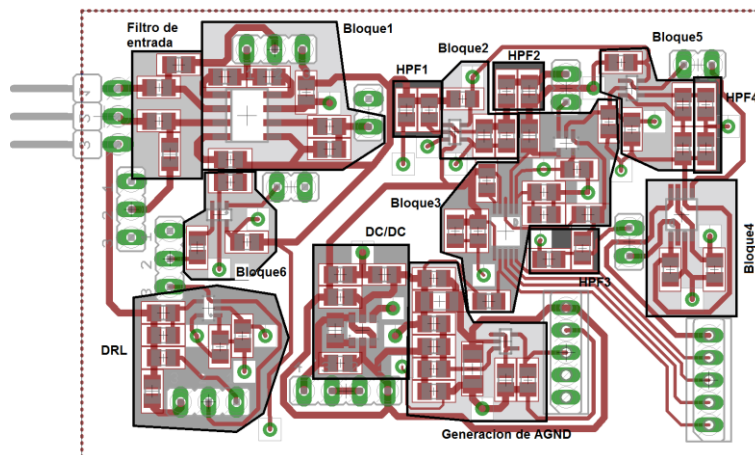 Filtro de
entrada
Bloque1
HPF1
Bloque2
HPF2
Bloque5
HPF4
Bloque3
Bloque4
Bloque6
DC/DC
HPF3
DRL
Generacion de AGND